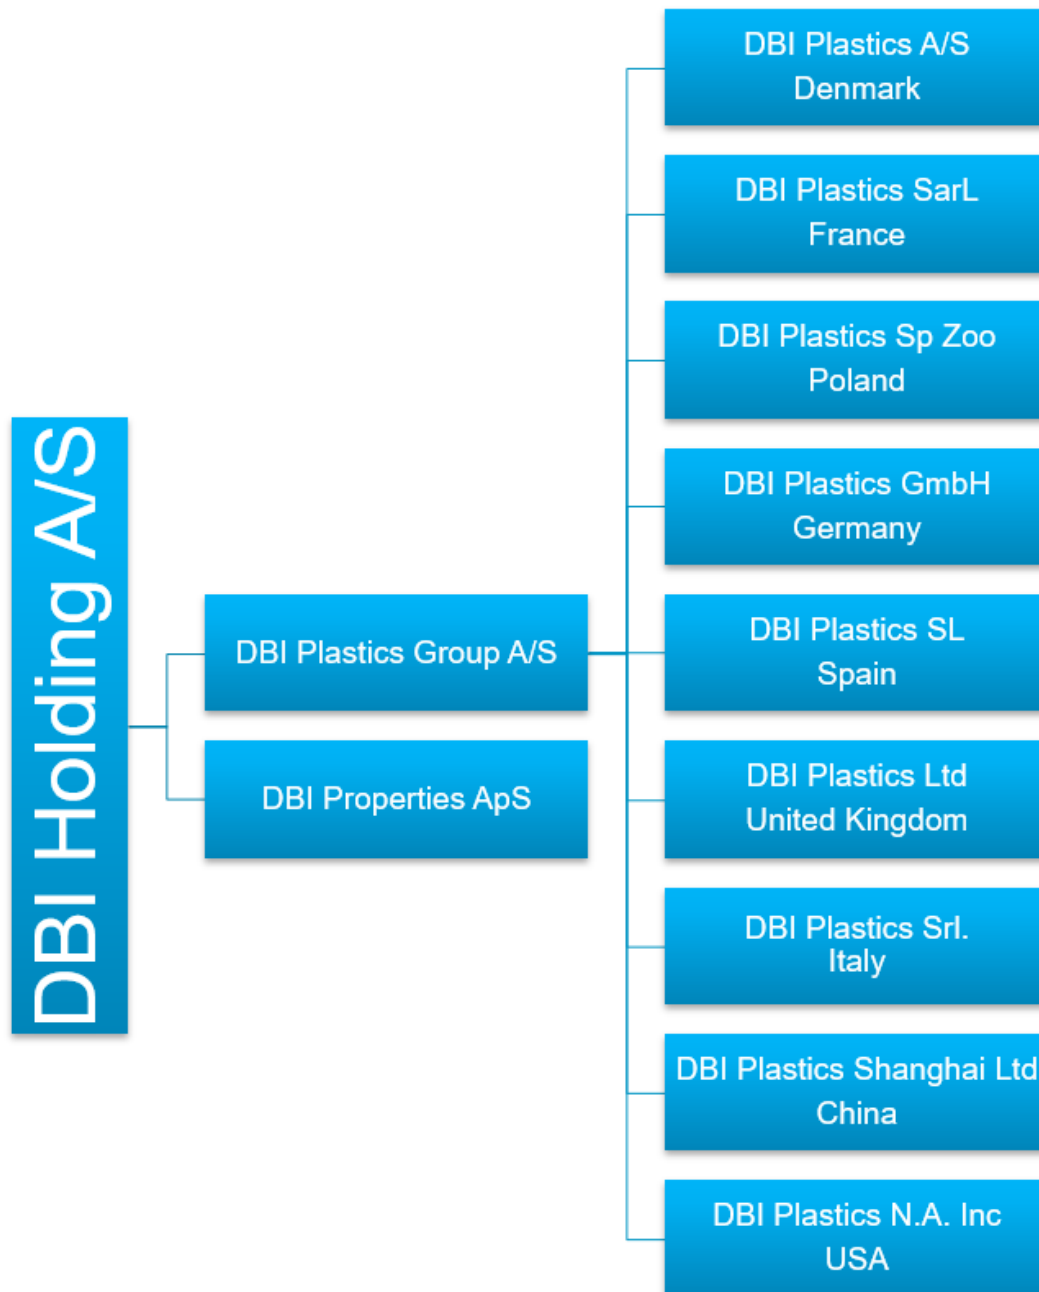 DBI Holding A/S
DBI Plastics Group A/S
DBI Properties ApS
DBI Plastics A/S
Denmark
DBI Plastics SarL
France
DBI Plastics Sp Zoo
Poland
DBI Plastics GmbH
Germany
DBI Plastics SL
Spain
DBI Plastics Ltd
United Kingdom
DBI Plastics Srl.
Italy
DBI Plastics Shanghai Ltd
China
DBI Plastics N.A. Inc
USA